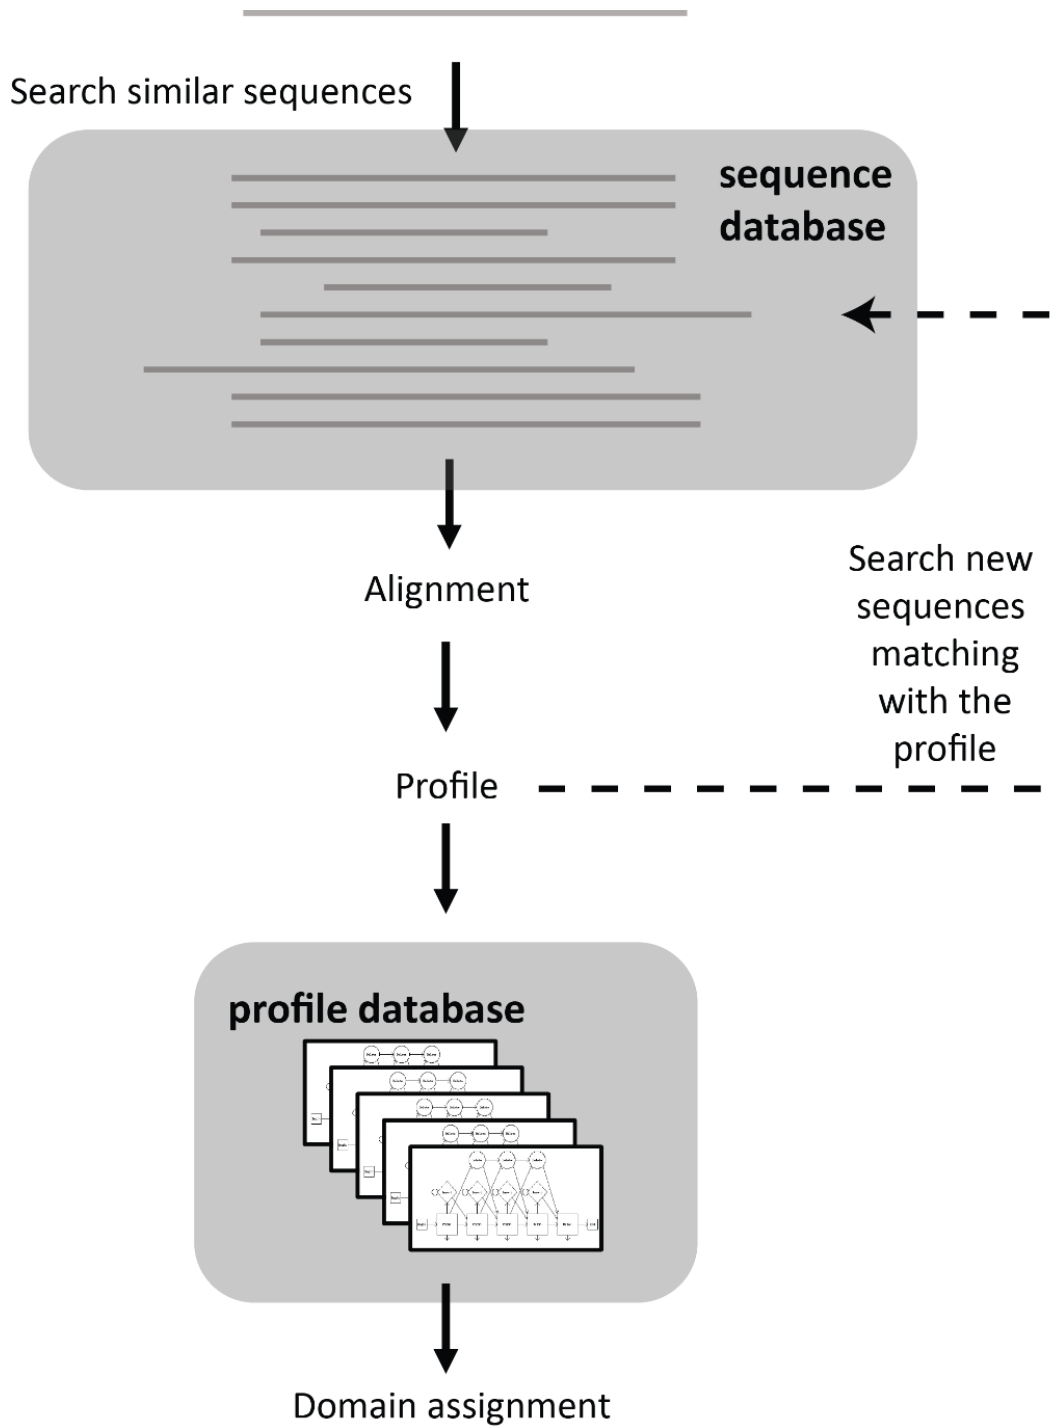 Search similar sequences
sequence
database
Alignment
Search new
sequences
matching
with the
profile
Profile
profile database
Domain assignment